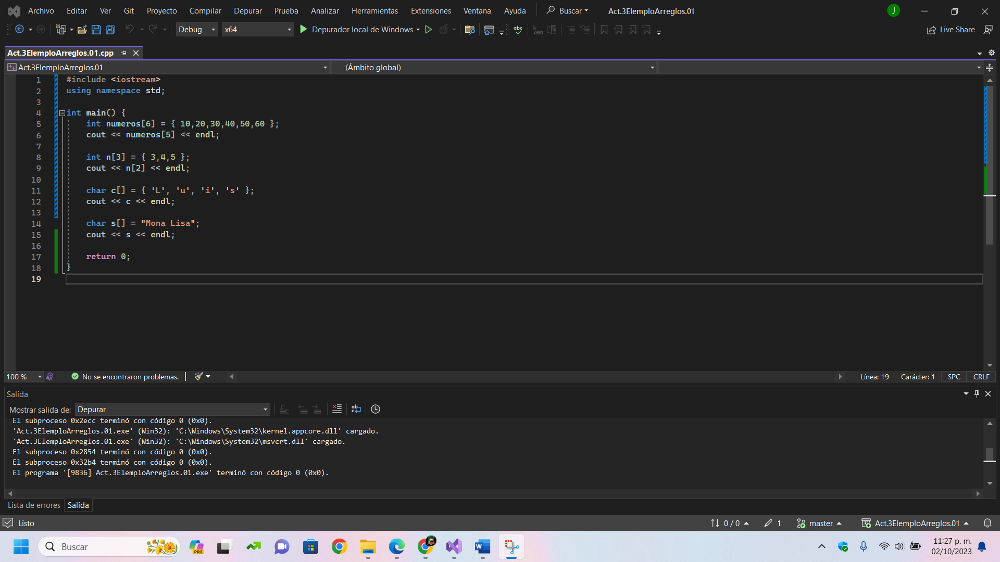 Archivo Editar Ver Git Proyecto Compilar Depurar Prueba Analizar Herramientas Extensiones Ventana Ayuda Buscar Act.3ElemploArreglos.01 J
Debug x64 Depurador local de Windows abc Live Share
Act.3ElemploArreglos.01.cpp
Act.3ElemploArreglos.01 (Ámbito global)
1 #include <iostream>
2 using namespace std;
3
4 int main() {
5 int numeros[6] = { 10,20,30,40,50,60 };
6 cout << numeros[5] << endl;
7
8 int n[3] = { 3,4,5 };
9 cout << n[2] << endl;
10
11 char c[] = { 'L', 'u', 'i', 's' };
12 cout << c << endl;
13
14 char s[] = "Mona Lisa";
15 cout << s << endl;
16
17 return 0;
18 }
19
100 % No se encontraron problemas. Línea: 19 Carácter: 1 SPC CRLF
Salida
Mostrar salida de: Depurar
El subproceso 0x2ecc terminó con código 0 (0x0).
'Act.3ElemploArreglos.01.exe' (Win32): 'C:\Windows\System32\kernel.appcore.dll' cargado.
'Act.3ElemploArreglos.01.exe' (Win32): 'C:\Windows\System32\msvcrt.dll' cargado.
El subproceso 0x2854 terminó con código 0 (0x0).
El subproceso 0x32b4 terminó con código 0 (0x0).
El programa '[9836] Act.3ElemploArreglos.01.exe' terminó con código 0 (0x0).
Lista de errores Salida
Listo 0 / 0 1 master Act.3ElemploArreglos.01
Buscar PRE 11:27 p. m.
02/10/2023